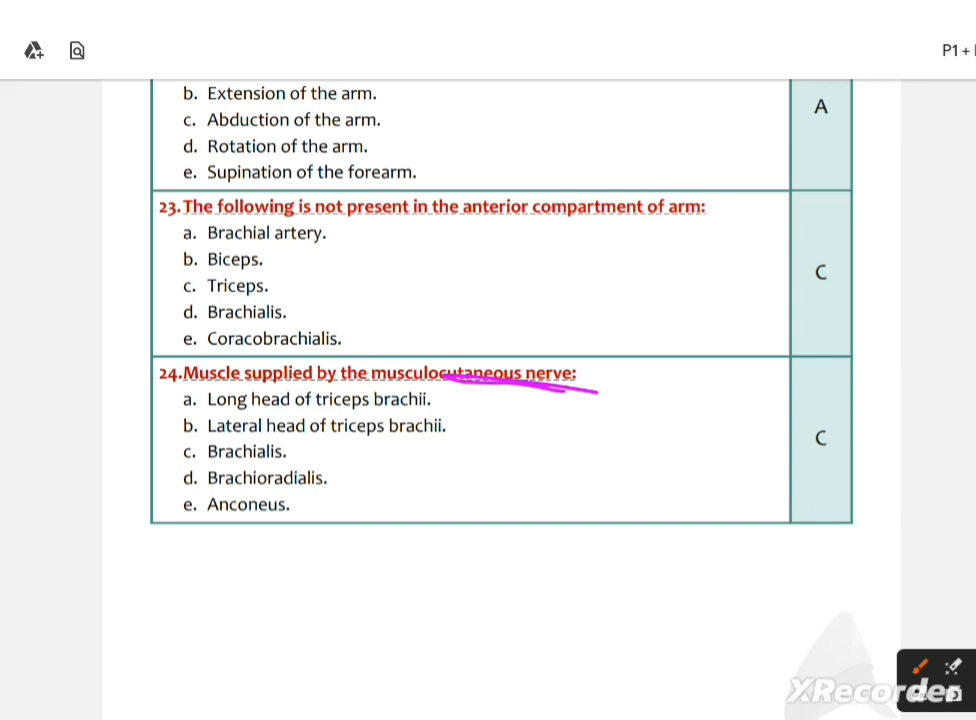 P1 +
b. Extension of the arm.
c. Abduction of the arm.
d. Rotation of the arm.
e. Supination of the forearm.
A
23. The following is not present in the anterior compartment of arm:
a. Brachial artery.
b. Biceps.
c. Triceps.
d. Brachialis.
e. Coracobrachialis.
C
24. Muscle supplied by the musculocutaneous nerve:
a. Long head of triceps brachii.
b. Lateral head of triceps brachii.
c. Brachialis.
d. Brachioradialis.
e. Anconeus.
C
XRecorder